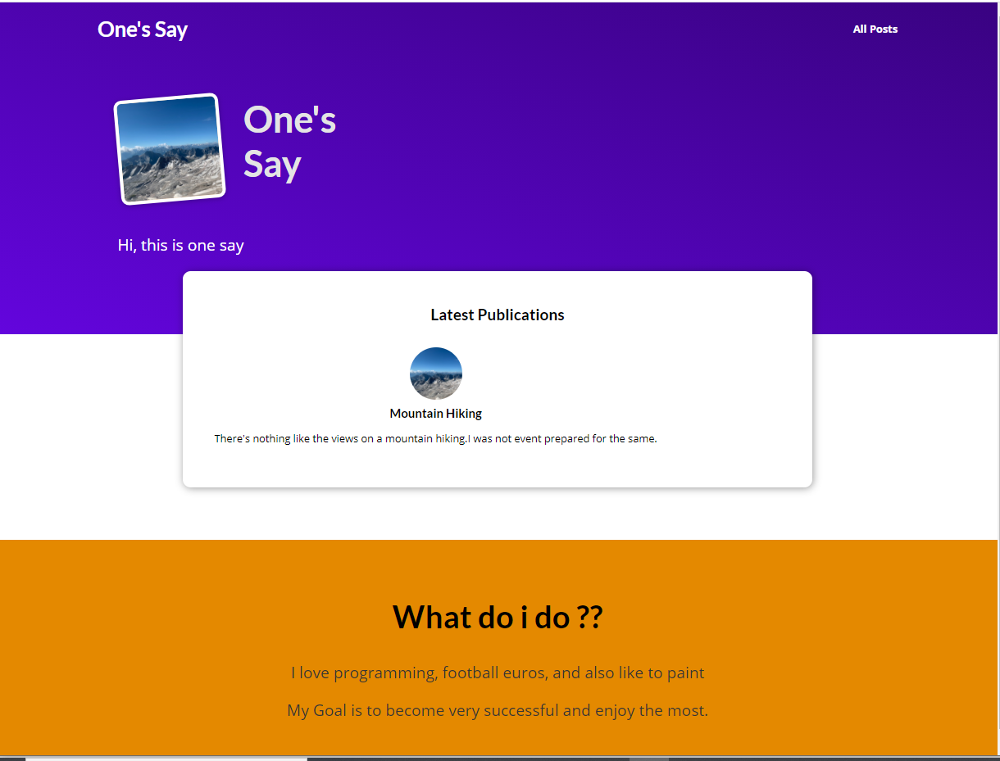 One's Say
All Posts
One's
Say
Hi, this is one say
Latest Publications
Mountain Hiking
There's nothing like the views on a mountain hiking.I was not event prepared for the same.
What do i do ??
I love programming, football euros, and also like to paint
My Goal is to become very successful and enjoy the most.